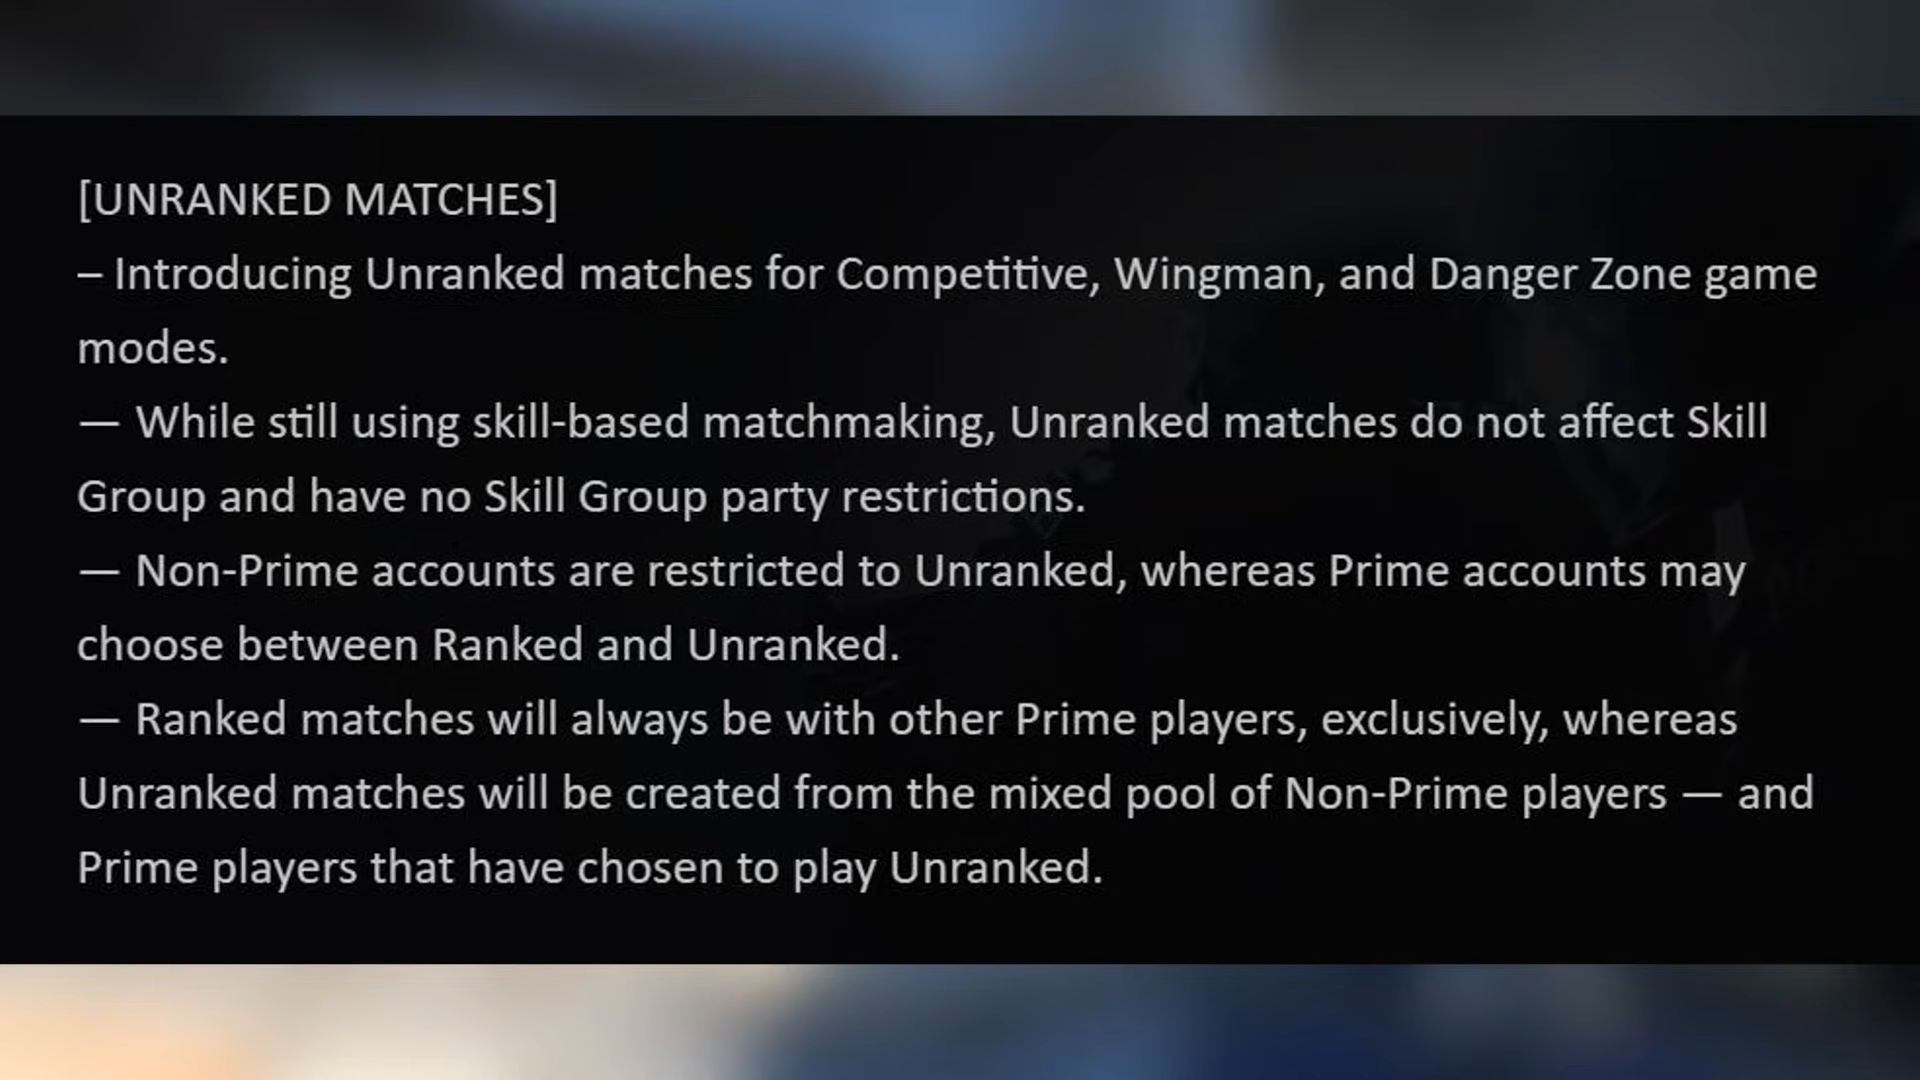 [UNRANKED MATCHES]
– Introducing Unranked matches for Competitive, Wingman, and Danger Zone game
modes.
— While still using skill-based matchmaking, Unranked matches do not affect Skill
Group and have no Skill Group party restrictions.
— Non-Prime accounts are restricted to Unranked, whereas Prime accounts may
choose between Ranked and Unranked.
— Ranked matches will always be with other Prime players, exclusively, whereas
Unranked matches will be created from the mixed pool of Non-Prime players — and
Prime players that have chosen to play Unranked.